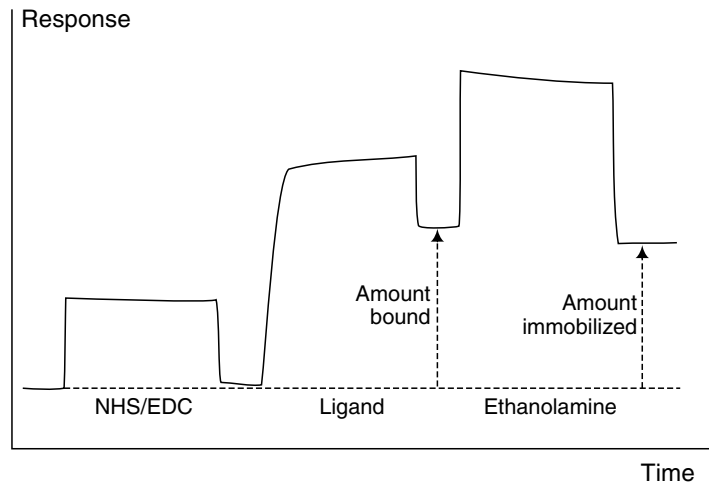 Response
Amount
bound
Amount
immobilized
NHS/EDC
Ligand
Ethanolamine
Time